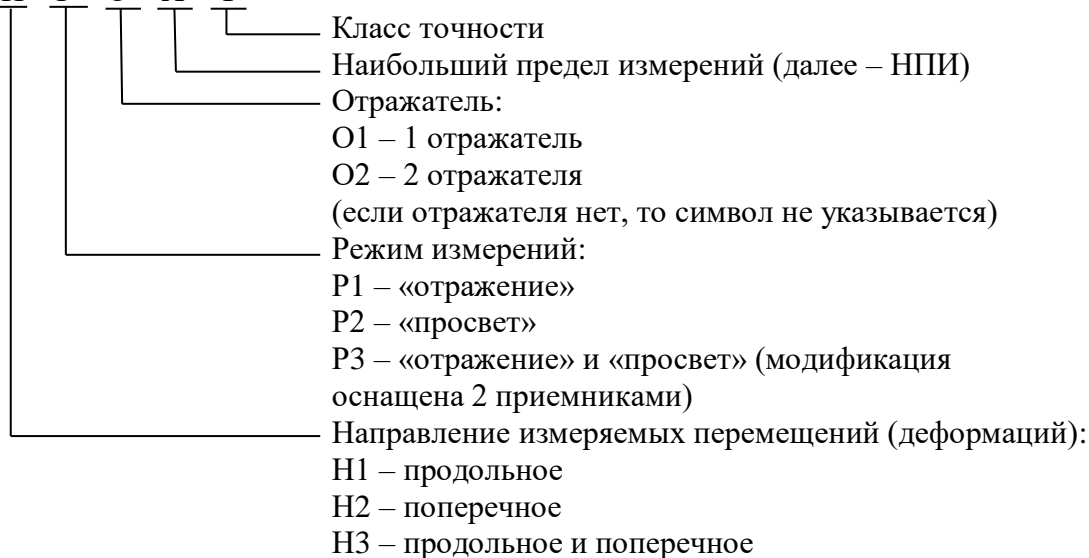 Класс точности
Наибольший предел измерений (далее – НПИ)
Отражатель:
О1 – 1 отражатель
О2 – 2 отражателя
(если отражателя нет, то символ не указывается)
Режим измерений:
Р1 – «отражение»
Р2 – «просвет»
Р3 – «отражение» и «просвет» (модификация
оснащена 2 приемниками)
Направление измеряемых перемещений (деформаций):
Н1 – продольное
Н2 – поперечное
Н3 – продольное и поперечное